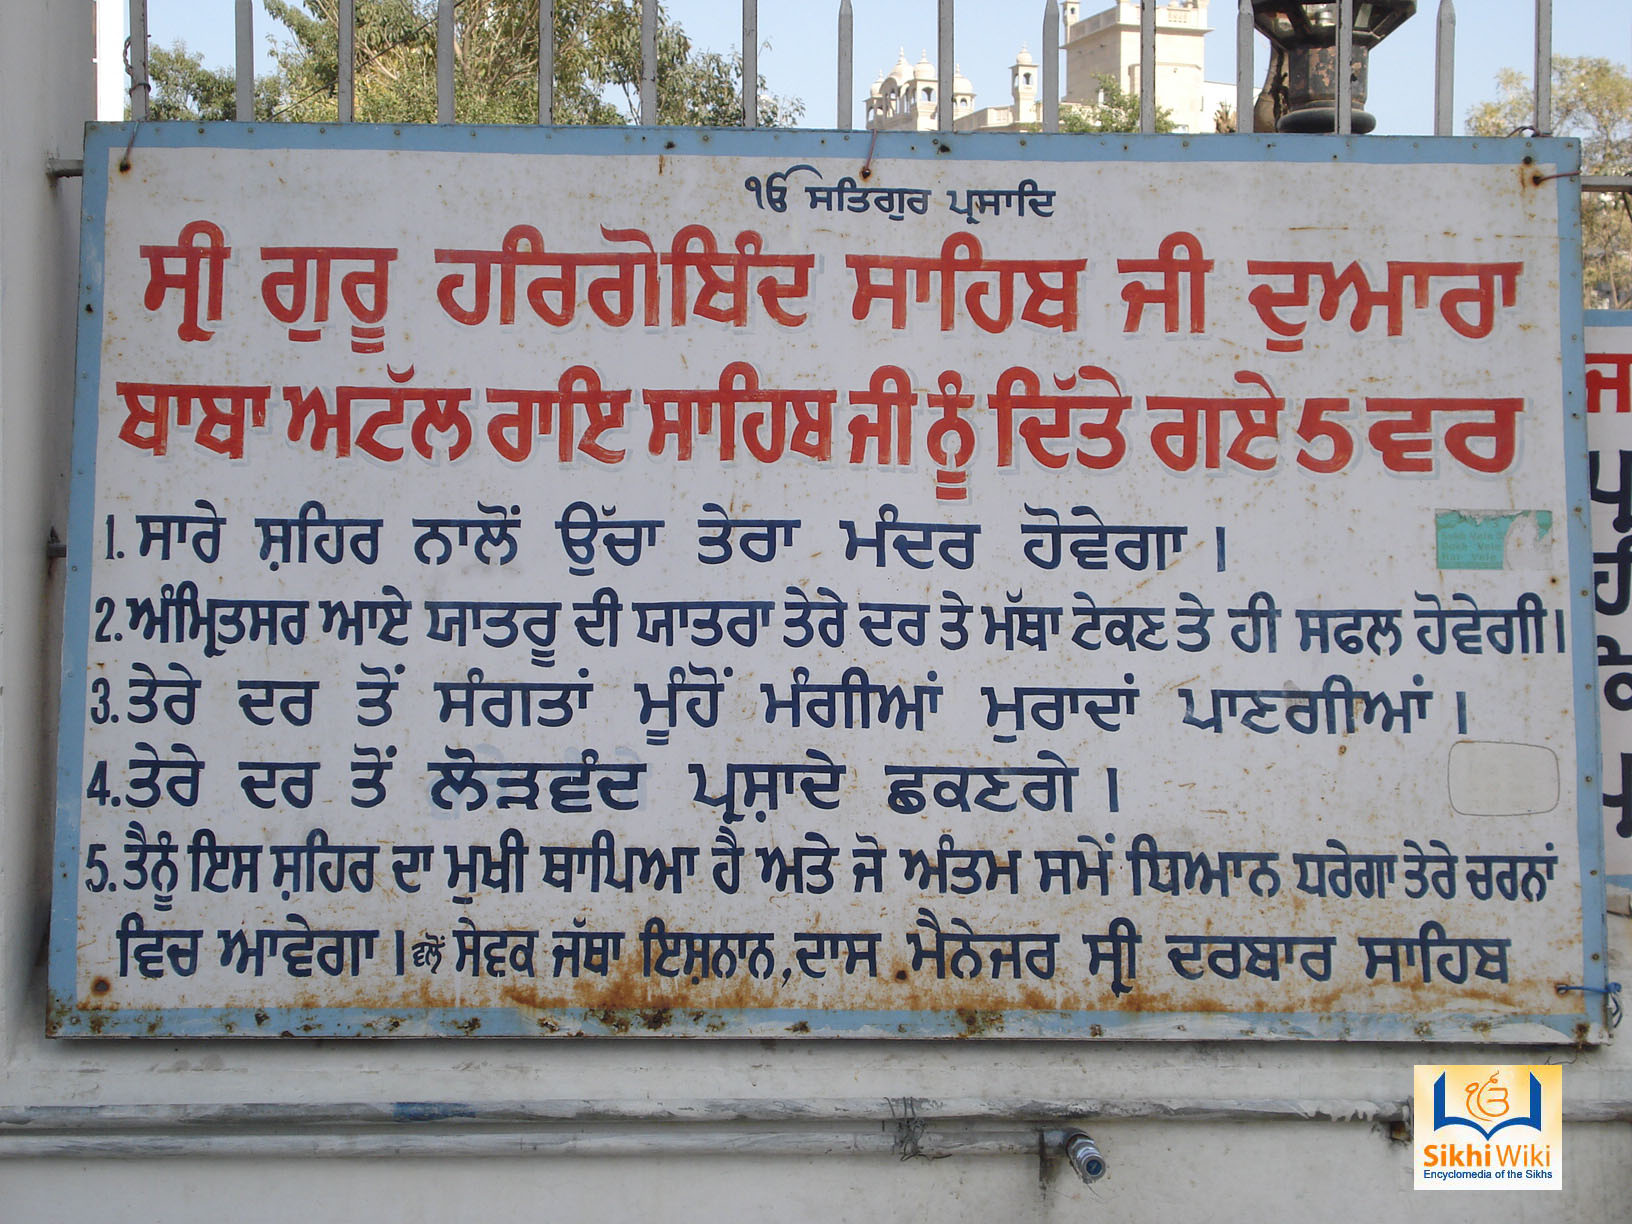 ੴ ਸਤਿਗੁਰ ਪ੍ਰਸਾਦਿ
ਸ੍ਰੀ ਗੁਰੂ ਹਰਿਗੋਬਿੰਦ ਸਾਹਿਬ ਜੀ ਦੁਆਰਾ
ਬਾਬਾ ਅਟੱਲ ਰਾਇ ਸਾਹਿਬ ਜੀ ਨੂੰ ਦਿੱਤੇ ਗਏ 5 ਵਰ
1. ਸਾਰੇ ਸ਼ਹਿਰ ਨਾਲੋਂ ਉੱਚਾ ਤੇਰਾ ਮੰਦਰ ਹੋਵੇਗਾ ।
2. ਅੰਮ੍ਰਿਤਸਰ ਆਏ ਯਾਤਰੂ ਦੀ ਯਾਤਰਾ ਤੇਰੇ ਦਰ ਤੇ ਮੱਥਾ ਟੇਕਣ ਤੇ ਹੀ ਸਫਲ ਹੋਵੇਗੀ।
3. ਤੇਰੇ ਦਰ ਤੋਂ ਸੰਗਤਾਂ ਮੂੰਹੋਂ ਮੰਗੀਆਂ ਮੁਰਾਦਾਂ ਪਾਣਗੀਆਂ ।
4. ਤੇਰੇ ਦਰ ਤੋਂ ਲੋੜਵੰਦ ਪ੍ਰਸ਼ਾਦੇ ਛਕਣਗੇ ।
5. ਤੈਨੂੰ ਇਸ ਸ਼ਹਿਰ ਦਾ ਮੁਖੀ ਥਾਪਿਆ ਹੈ ਅਤੇ ਜੋ ਅੰਤਮ ਸਮੇਂ ਧਿਆਨ ਧਰੇਗਾ ਤੇਰੇ ਚਰਨਾਂ
ਵਿਚ ਆਵੇਗਾ । ਵਲੋਂ ਸੇਵਕ ਜੱਥਾ ਇਸ਼ਨਾਨ, ਦਾਸ ਮੈਨੇਜਰ ਸ੍ਰੀ ਦਰਬਾਰ ਸਾਹਿਬ
SikhiWiki
Encyclomedia of the Sikhs